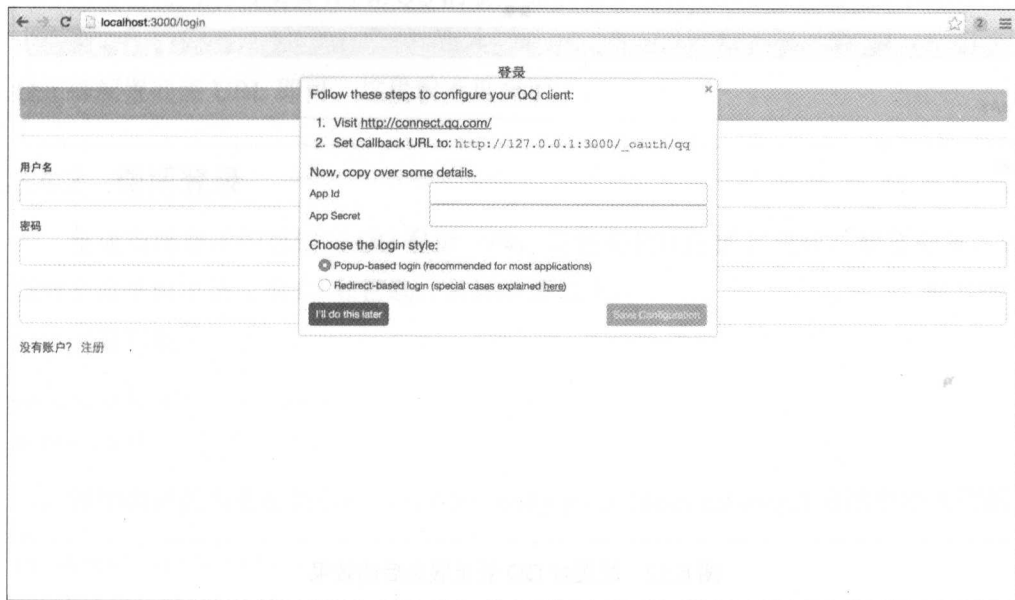 localhost:3000/login
2
登录
×
Follow these steps to configure your QQ client:
1. Visit http://connect.qq.com/
2. Set Callback URL to: http://127.0.0.1:3000/_oauth/qq
Now, copy over some details.
App Id
App Secret
Choose the login style:
Popup-based login (recommended for most applications)
Redirect-based login (special cases explained here)
I'll do this later
Save Configuration
用户名
密码
没有账户? 注册